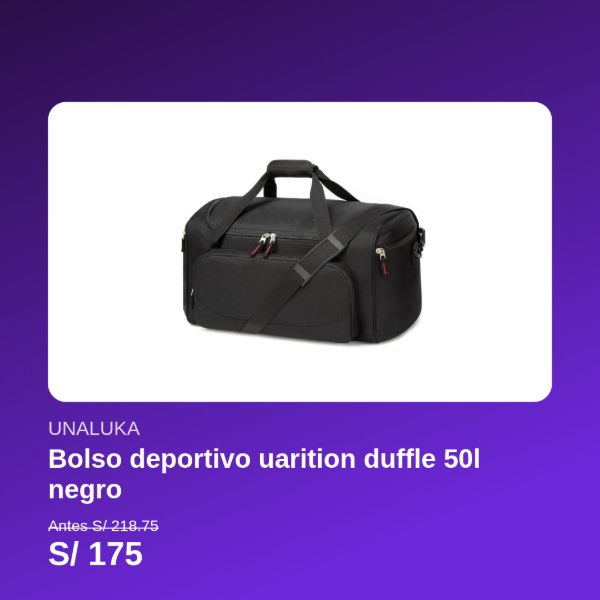 UNALUKA
Bolso deportivo uarition duffle 50l
negro
Antes S/ 218.75
S/ 175